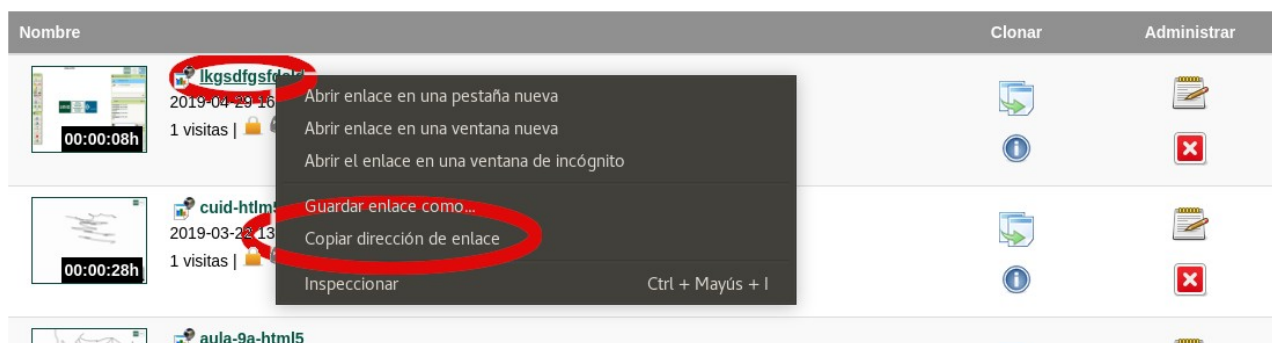 Nombre Clonar Administrar
lkgsdfgsfdsld
2019-04-29 16
1 visitas |
00:00:08h
Abrir enlace en una pestaña nueva
Abrir enlace en una ventana nueva
Abrir el enlace en una ventana de incógnito
Guardar enlace como...
Copiar dirección de enlace
Inspeccionar Ctrl + Mayús + I
cuid-htlm5
2019-03-22 13
1 visitas |
00:00:28h
aula-9a-html5